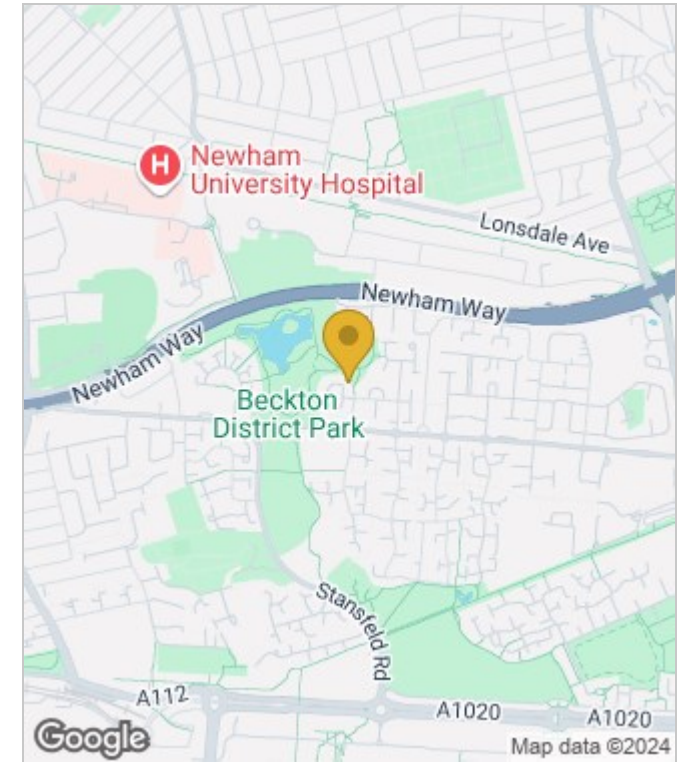 H
Newham
University Hospital
Lonsdale Ave
Newham Way
Newham Way
Beckton
District Park
Stansfeld Rd
A112
A1020
A1020
Google
Map data ©2024